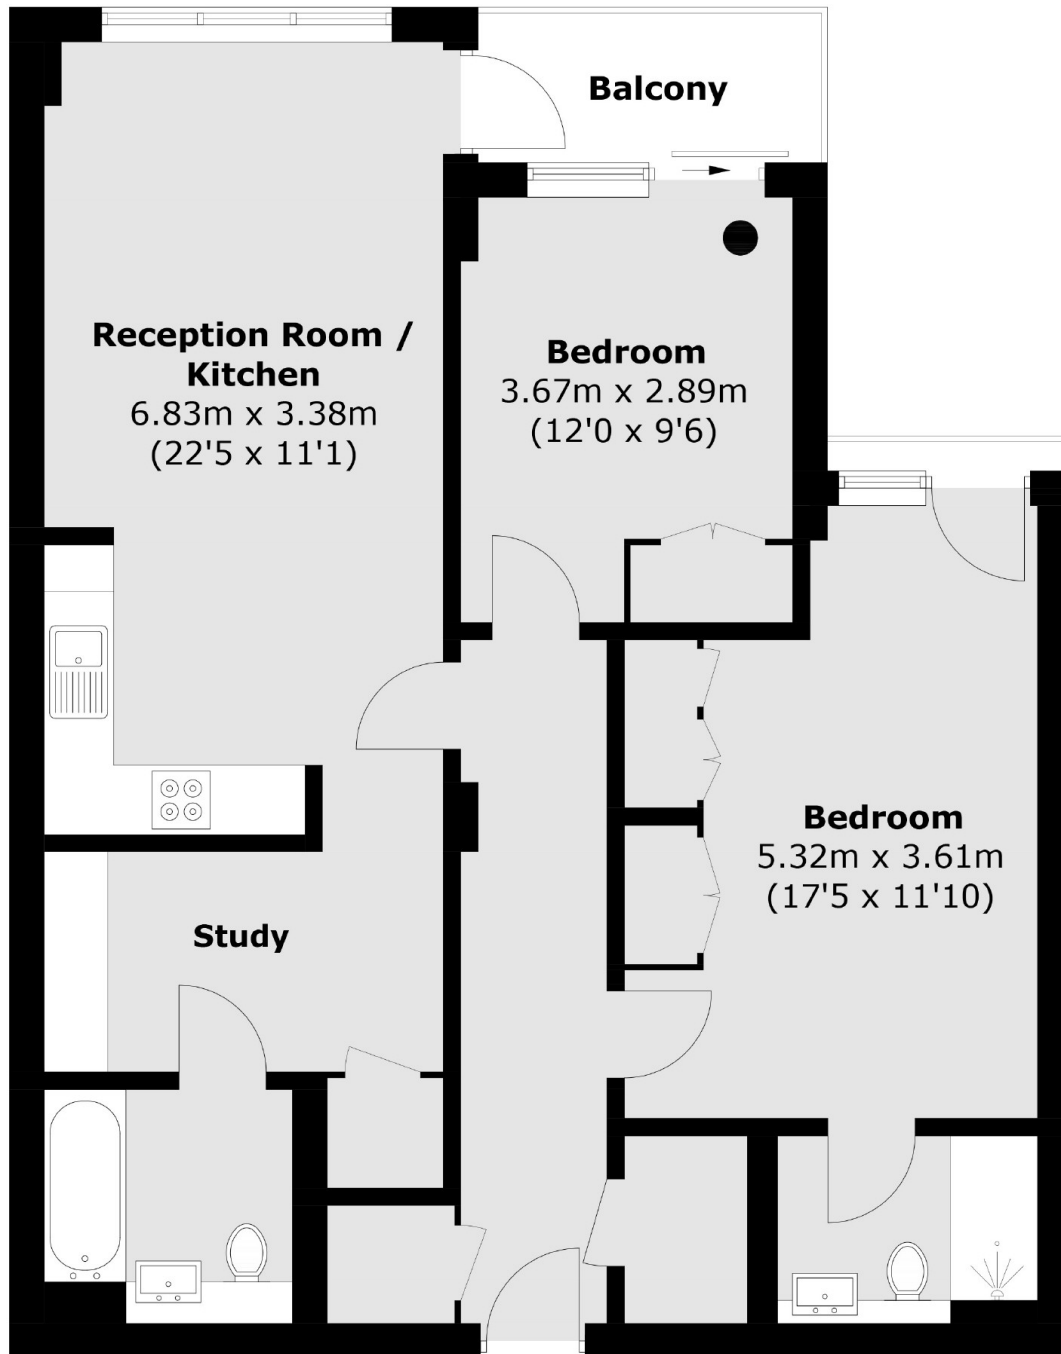 Balcony
Reception Room /
Kitchen
6.83m x 3.38m
(22'5 x 11'1)
Bedroom
3.67m x 2.89m
(12'0 x 9'6)
Bedroom
5.32m x 3.61m
(17'5 x 11'10)
Study